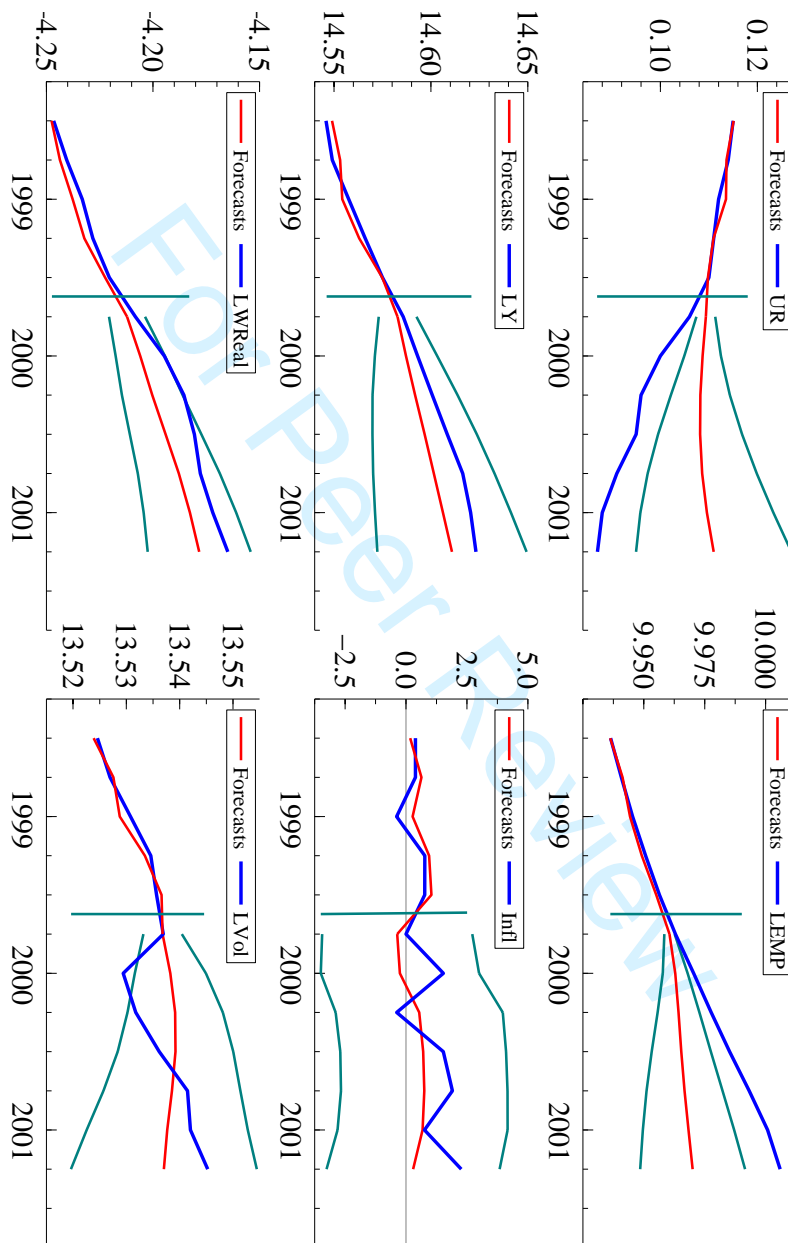 0.12
0.10
Forecasts UR
1999 2000 2001
10.000
9.975
9.950
Forecasts LEMP
1999 2000 2001
14.65
14.60
14.55
Forecasts LY
1999 2000 2001
5.0
2.5
0.0
−2.5
Forecasts Infl
1999 2000 2001
-4.15
-4.20
-4.25
Forecasts LWReal
1999 2000 2001
13.55
13.54
13.53
13.52
Forecasts LVol
1999 2000 2001
For Peer Review